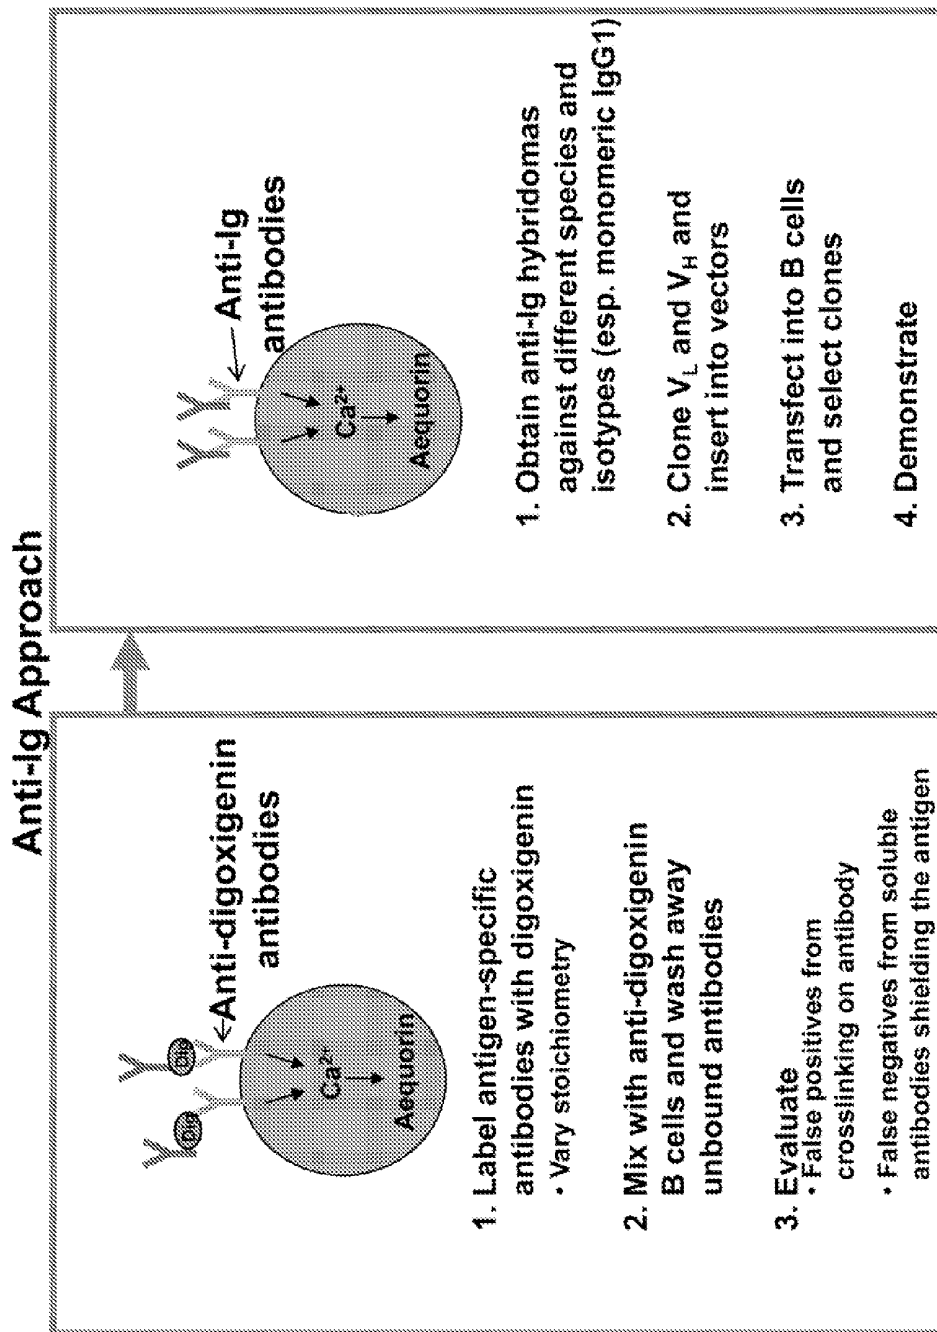 Anti-Ig Approach
Dig
Dig
Anti-digoxigenin
antibodies
Ca2+
Aequorin
1. Label antigen-specific
antibodies with digoxigenin
• Vary stoichiometry
2. Mix with anti-digoxigenin
B cells and wash away
unbound antibodies
3. Evaluate
• False positives from
crosslinking on antibody
• False negatives from soluble
antibodies shielding the antigen
Anti-Ig
antibodies
Ca2+
Aequorin
1. Obtain anti-Ig hybridomas
against different species and
isotypes (esp. monomeric IgG1)
2. Clone VL and VH and
insert into vectors
3. Transfect into B cells
and select clones
4. Demonstrate